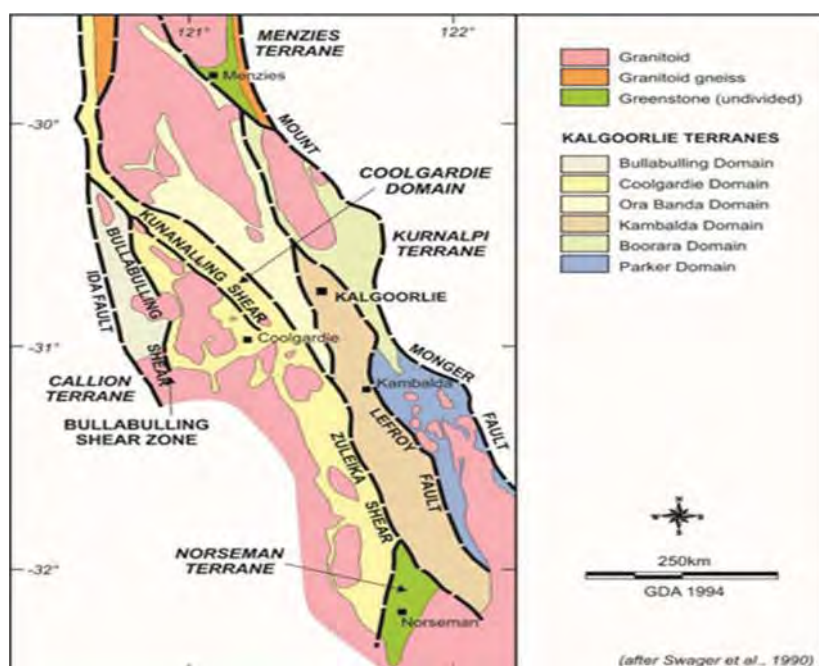 121°
122°
MENZIES
TERRANE
Menzies
-30°
MOUNT
COOLGARDIE
DOMAIN
KURNALPI
TERRANE
KUNANALLING SHEAR
BULLABULLING
SHEAR
IDA FAULT
KALGOORLIE
-31°
Coolgardie
MONGER
FAULT
CALLION
TERRANE
Kambalda
BULLABULLING
SHEAR ZONE
LEFROY
FAULT
ZULEIKA
SHEAR
NORSEMAN
TERRANE
-32°
Norseman
Granitoid
Granitoid gneiss
Greenstone (undivided)
KALGOORLIE TERRANES
Bullabulling Domain
Coolgardie Domain
Ora Banda Domain
Kambalda Domain
Boorara Domain
Parker Domain
250km
GDA 1994
(after Swager et al., 1990)